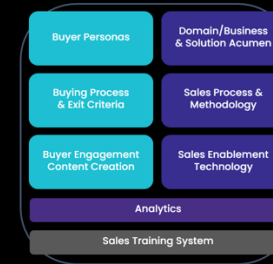 Buyer Personas
Domain/Business
& Solution Acumen
Buying Process
& Exit Criteria
Sales Process &
Methodology
Buyer Engagement
Content Creation
Sales Enablement
Technology
Analytics
Sales Training System